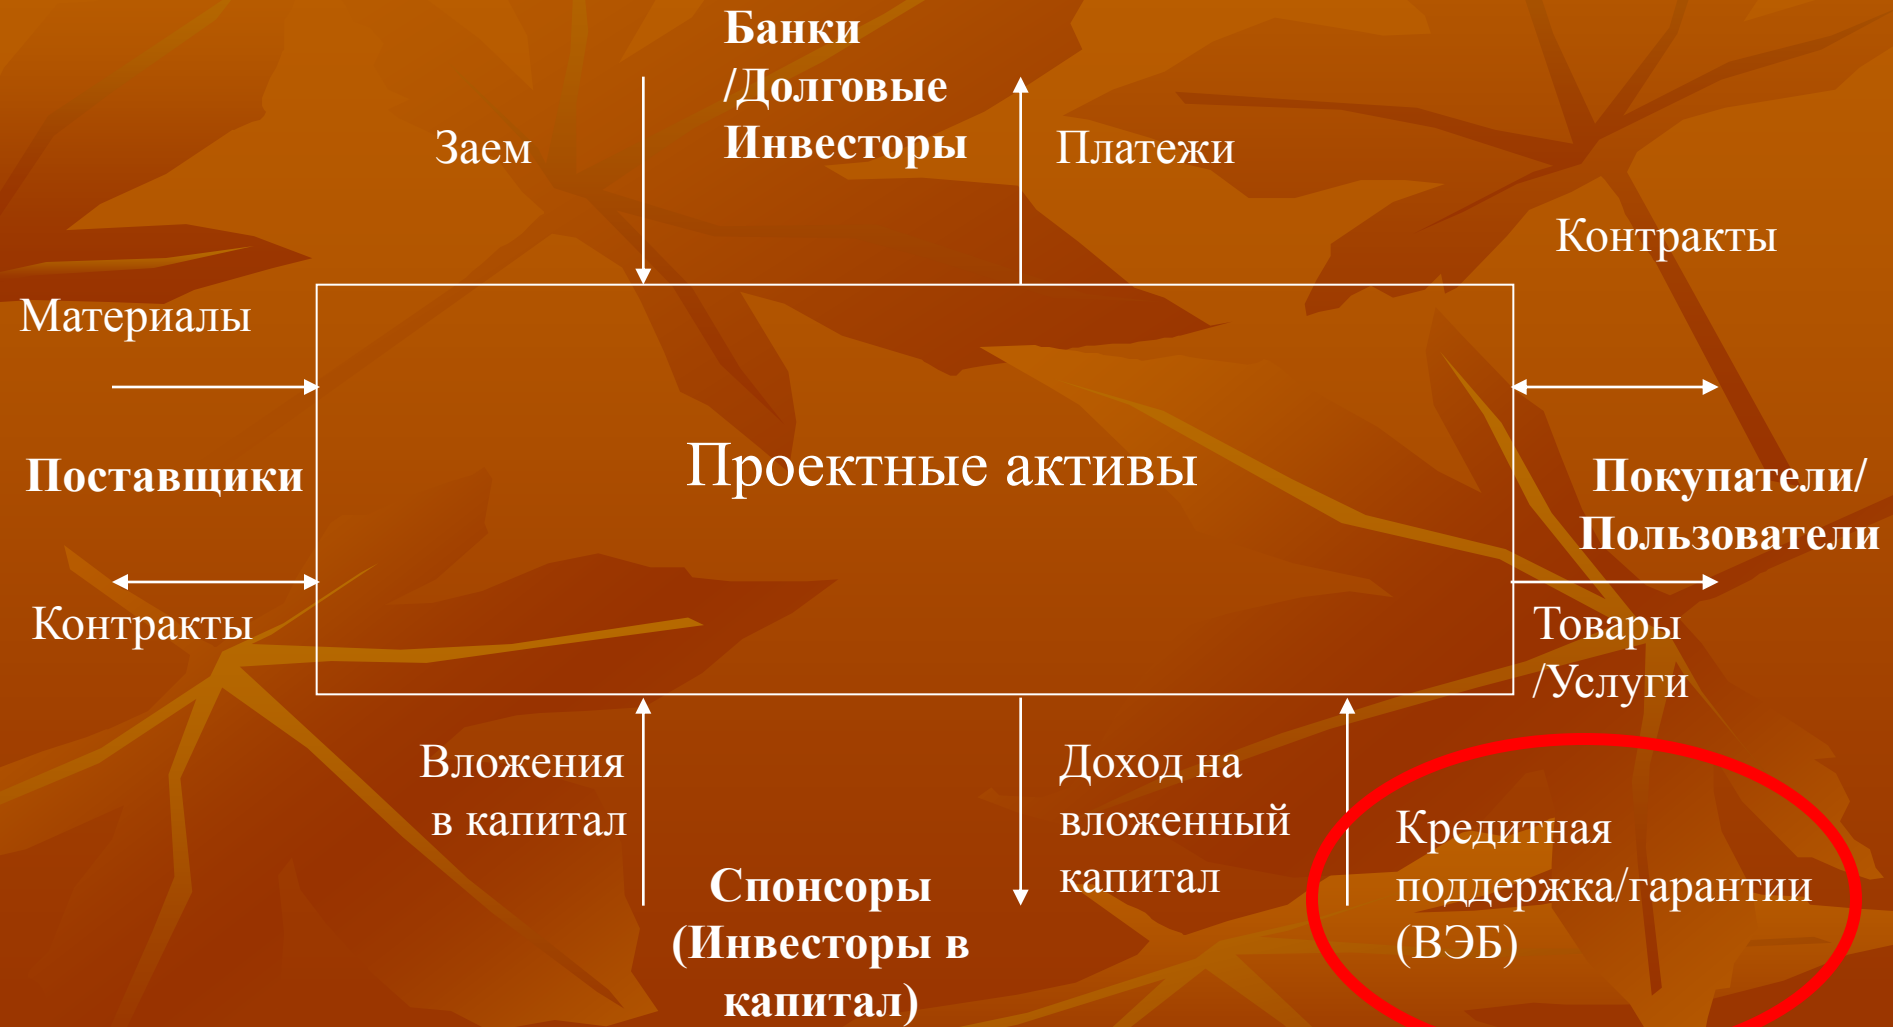 Банки
/Долговые
Инвесторы
Заем
Платежи
Контракты
Материалы
Поставщики
Проектные активы
Покупатели/
Пользователи
Контракты
Товары
/Услуги
Вложения
в капитал
Доход на
вложенный
капитал
Кредитная
поддержка/гарантии
(ВЭБ)
Спонсоры
(Инвесторы в
капитал)